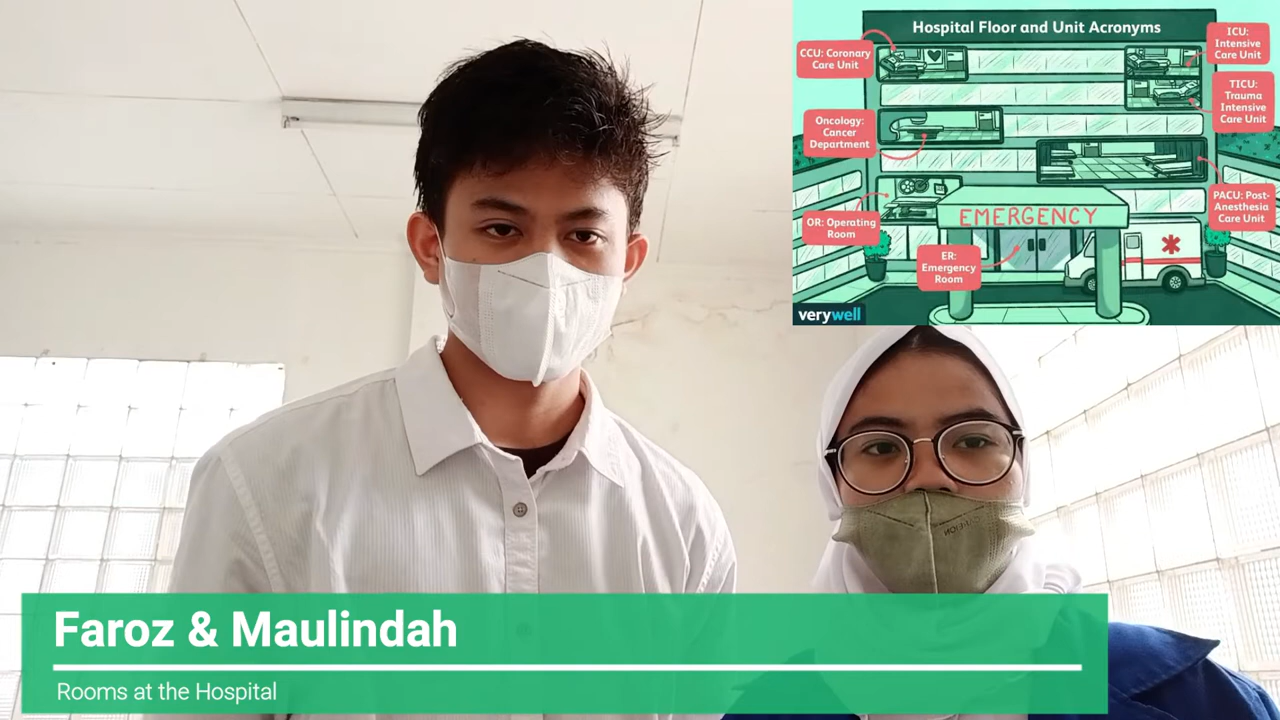 Hospital Floor and Unit Acronyms
CCU: Coronary
Care Unit
ICU:
Intensive
Care Unit
TICU:
Trauma
Intensive
Care Unit
Oncology:
Cancer
Department
PACU: Post-
Anesthesia
Care Unit
OR: Operating
Room
EMERGENCY
ER:
Emergency
Room
verywell
Faroz & Maulindah
Rooms at the Hospital